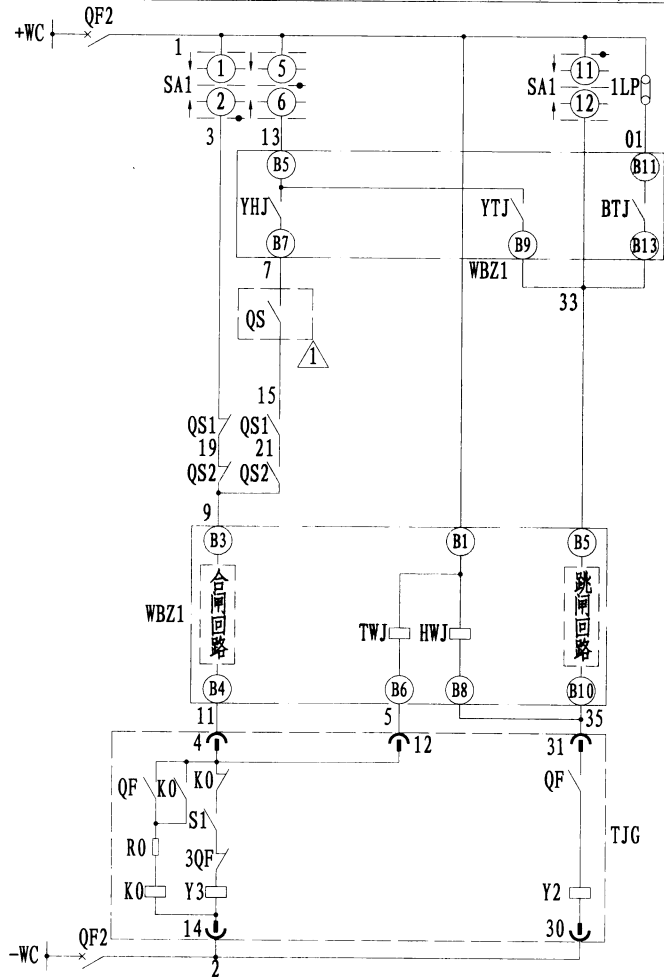 QF2
+WC
1
1
5
11
SA1
SA1
1LP
2
6
12
3
13
01
B5
B11
YHJ
YTJ
BTJ
B7
B9
B13
7
WBZ1
33
QS
1
15
QS1
QS1
19
21
QS2
QS2
9
B3
B1
B5
合闸回路
跳闸回路
WBZ1
TWJ
HWJ
B4
B6
B8
B10
11
5
35
4
12
31
QF
K0
K0
QF
S1
TJG
R0
3QF
K0
Y3
Y2
14
30
QF2
-WC
2